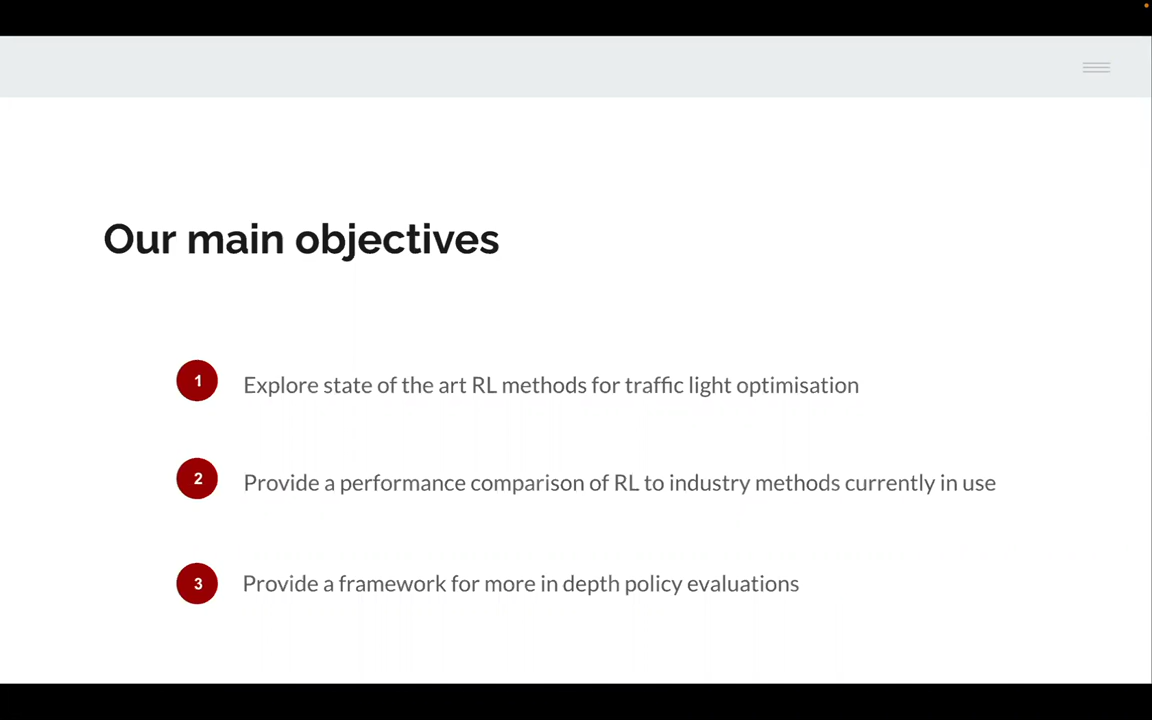 Our main objectives
1 Explore state of the art RL methods for traffic light optimisation
2 Provide a performance comparison of RL to industry methods currently in use
3 Provide a framework for more in depth policy evaluations